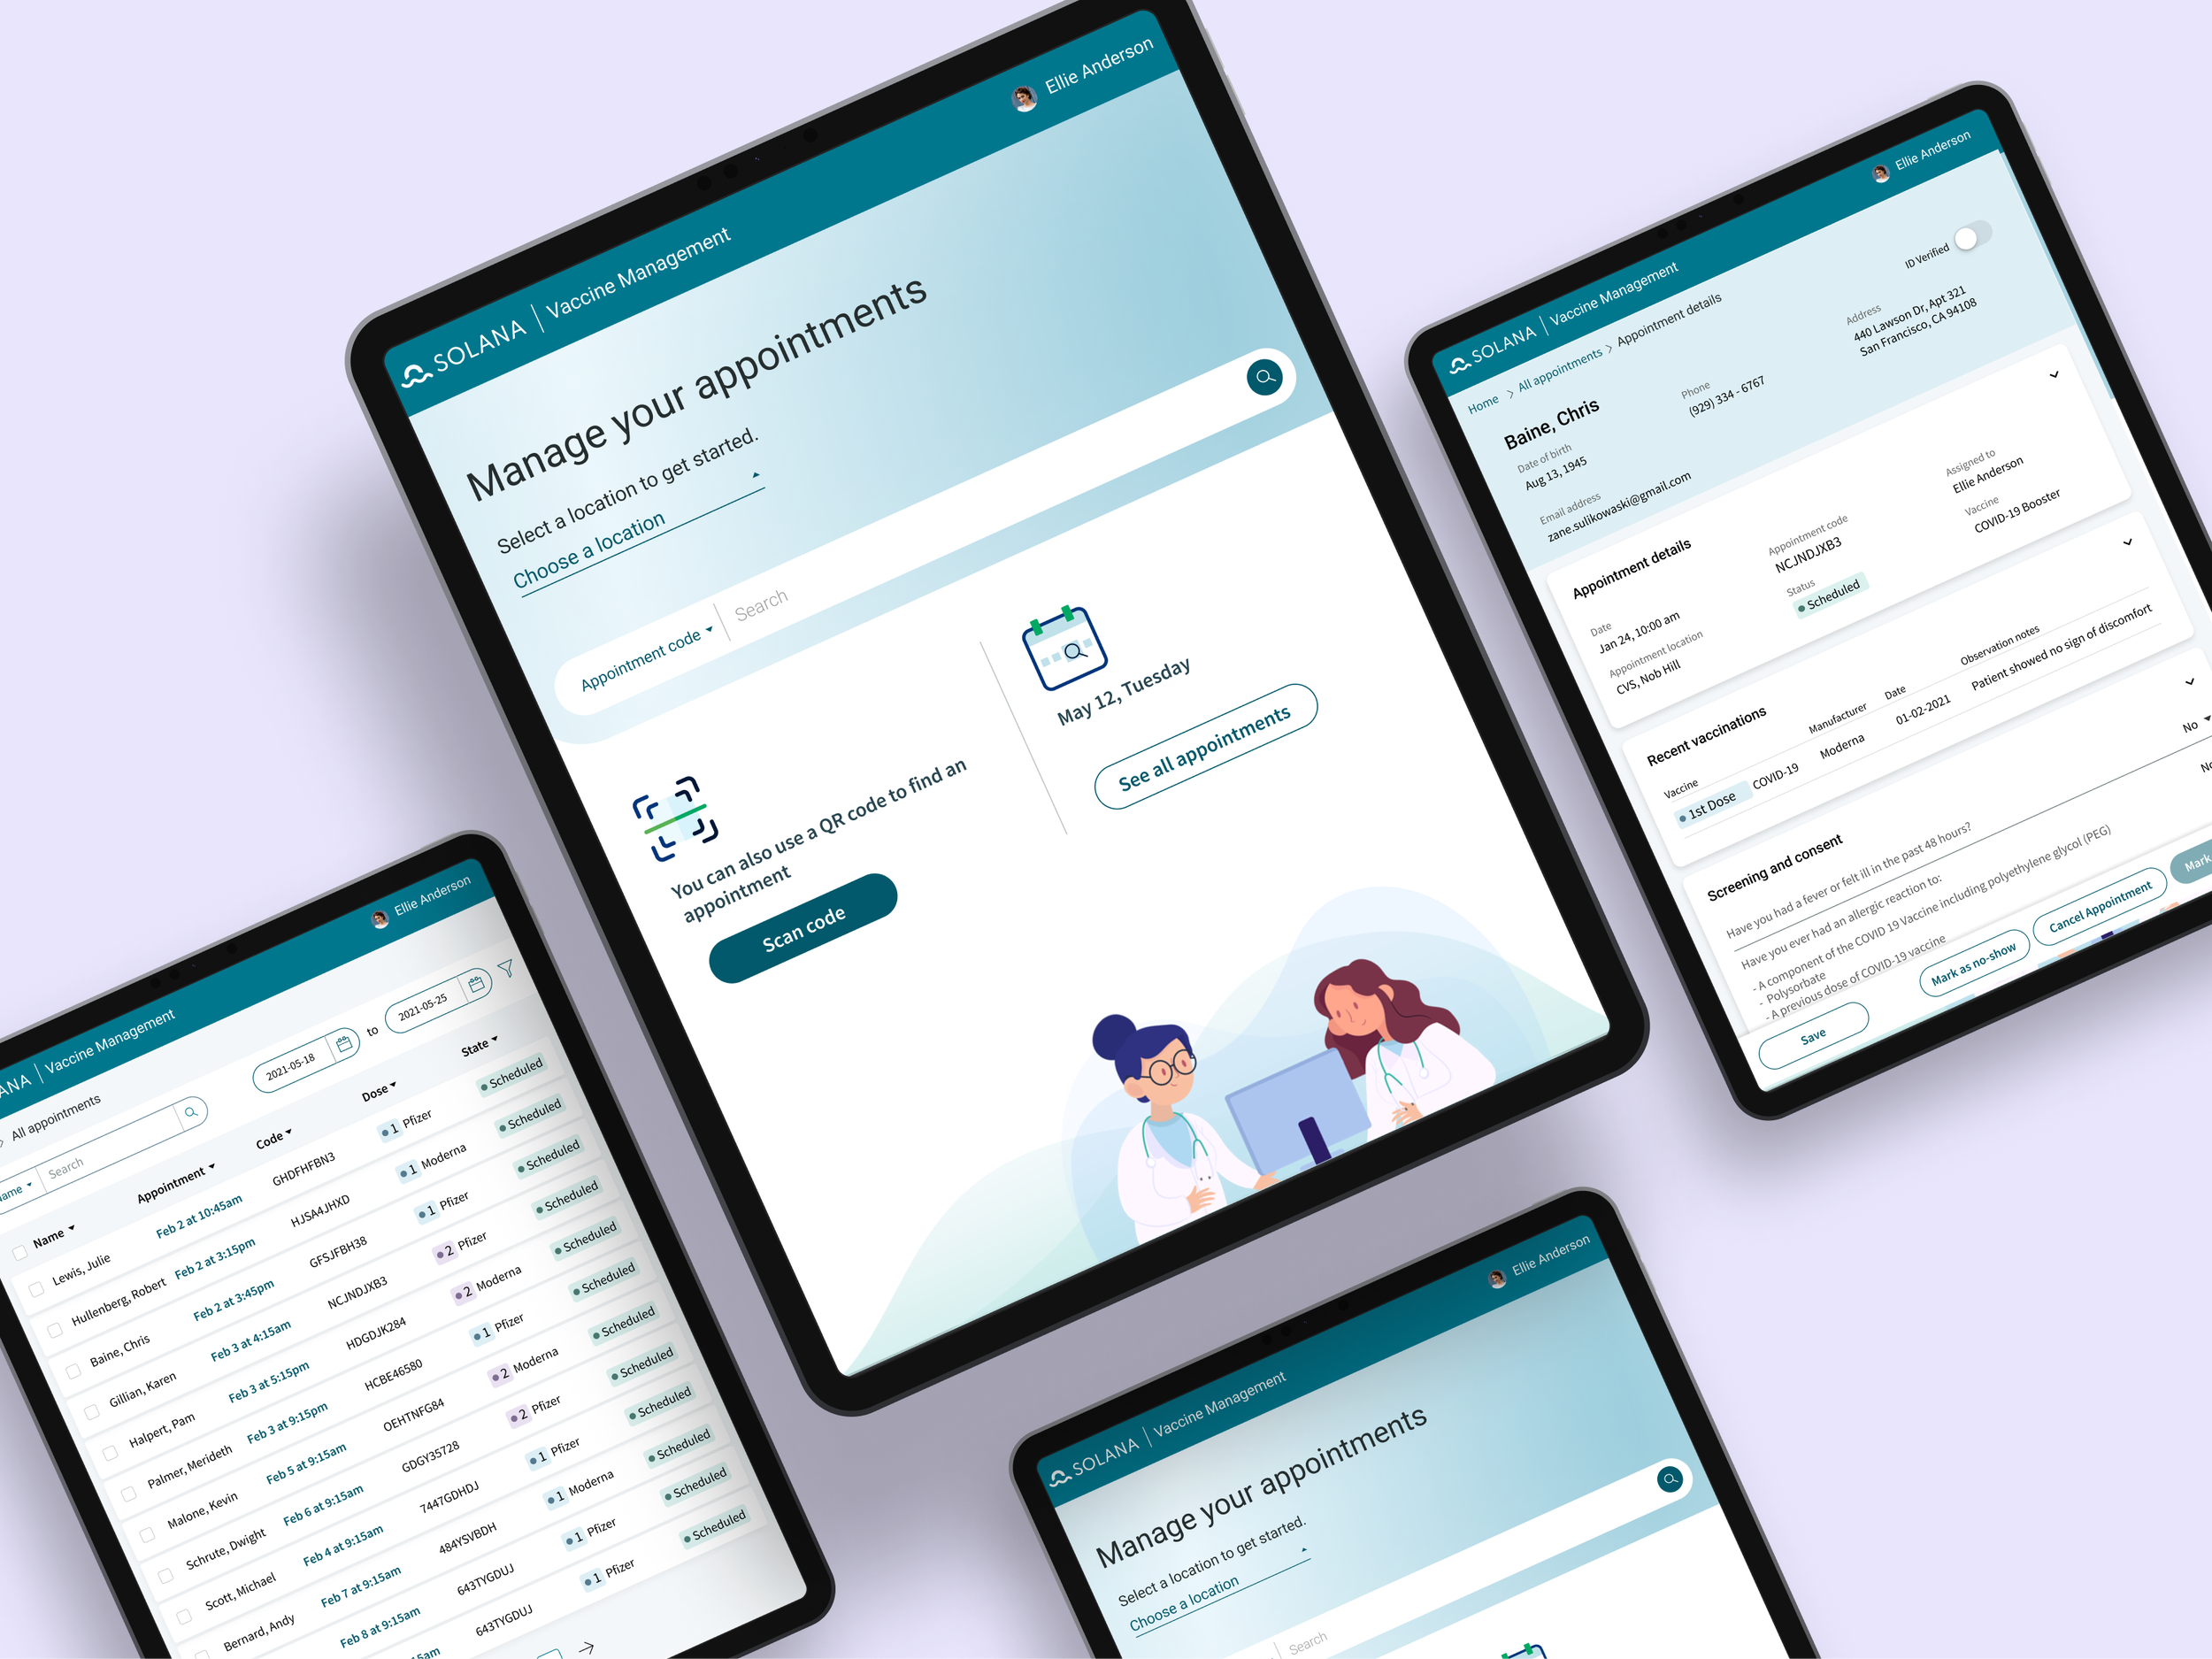 SOLANA | Vaccine Management
Ellie Anderson
Manage your appointments
Select a location to get started.
Choose a location
Appointment code
Search
You can also use a QR code to find an
appointment
Scan code
May 12, Tuesday
See all appointments
SOLANA | Vaccine Management
Ellie Anderson
Home > All appointments > Appointment details
ID Verified
Baine, Chris
Date of birth
Aug 13, 1945
Phone
(929) 334 - 6767
Address
440 Lawson Dr, Apt 321
San Francisco, CA 94108
Email address
zane.sulikowaski@gmail.com
Appointment details
Date
Jan 24, 10:00 am
Appointment code
NCJNDJXB3
Assigned to
Ellie Anderson
Appointment location
CVS, Nob Hill
Status
Scheduled
Vaccine
COVID-19 Booster
Recent vaccinations
Vaccine Manufacturer Date Observation notes
1st Dose COVID-19 Moderna 01-02-2021 Patient showed no sign of discomfort
Screening and consent
Have you had a fever or felt ill in the past 48 hours? No
Have you ever had an allergic reaction to: No
- A component of the COVID 19 Vaccine including polyethylene glycol (PEG)
- Polysorbate
- A previous dose of COVID-19 vaccine
Save
Mark as no-show
Cancel Appointment
Mark
ANA | Vaccine Management
Ellie Anderson
> All appointments
ame
Search
2021-05-18 to 2021-05-25
Name Appointment Code Dose State
Lewis, Julie Feb 2 at 10:45am GHDFHFBN3 1 Pfizer Scheduled
Hullenberg, Robert Feb 2 at 3:15pm HJSA4JHXD 1 Moderna Scheduled
Baine, Chris Feb 2 at 3:45pm GFSJFBH38 1 Pfizer Scheduled
Gillian, Karen Feb 3 at 4:15am NCJNDJXB3 2 Pfizer Scheduled
Halpert, Pam Feb 3 at 5:15pm HDGDJK284 2 Moderna Scheduled
Palmer, Merideth Feb 3 at 9:15pm HCBE46580 1 Pfizer Scheduled
Malone, Kevin Feb 5 at 9:15am OEHTNFG84 2 Moderna Scheduled
Schrute, Dwight Feb 6 at 9:15am GDGY35728 2 Pfizer Scheduled
Scott, Michael Feb 4 at 9:15am 7447GDHDJ 1 Pfizer Scheduled
Bernard, Andy Feb 7 at 9:15am 484YSVBDH 1 Moderna Scheduled
Feb 8 at 9:15am 643TYGDUJ 1 Pfizer Scheduled
15am 643TYGDUJ 1 Pfizer Scheduled
SOLANA | Vaccine Management
Ellie Anderson
Manage your appointments
Select a location to get started.
Choose a location
Search